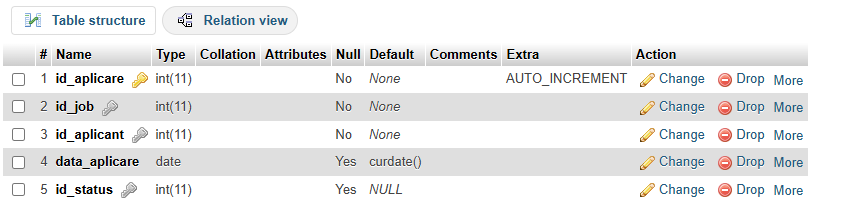 Table structure Relation view
# Name Type Collation Attributes Null Default Comments Extra Action
1 id_aplicare int(11) No None AUTO_INCREMENT Change Drop More
2 id_job int(11) No None Change Drop More
3 id_aplicant int(11) No None Change Drop More
4 data_aplicare date Yes curdate() Change Drop More
5 id_status int(11) Yes NULL Change Drop More